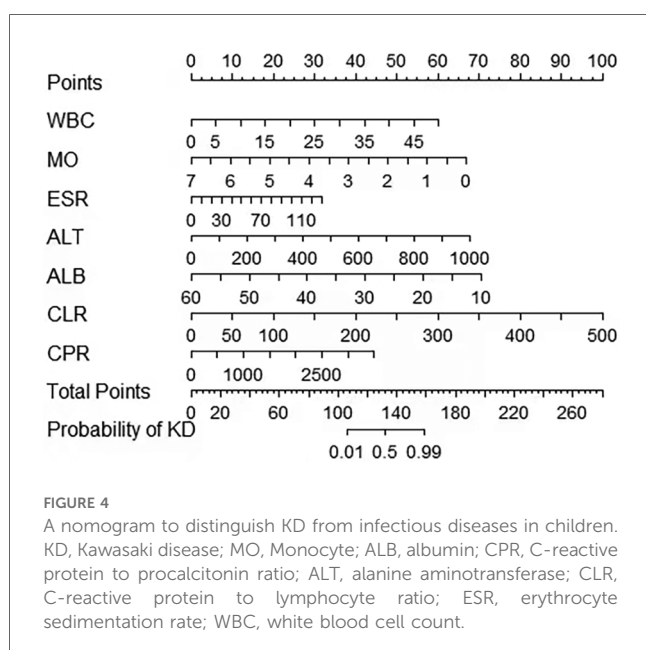 0 10 20 30 40 50 60 70 80 90 100
Points
WBC
0 5 15 25 35 45
MO
7 6 5 4 3 2 1 0
ESR
0 30 70 110
ALT
0 200 400 600 800 1000
ALB
60 50 40 30 20 10
CLR
0 50 100 200 300 400 500
CPR
0 1000 2500
Total Points
0 20 60 100 140 180 220 260
Probability of KD
0.01 0.5 0.99
FIGURE 4
A nomogram to distinguish KD from infectious diseases in children.
KD, Kawasaki disease; MO, Monocyte; ALB, albumin; CPR, C-reactive
protein to procalcitonin ratio; ALT, alanine aminotransferase; CLR,
C-reactive protein to lymphocyte ratio; ESR, erythrocyte
sedimentation rate; WBC, white blood cell count.